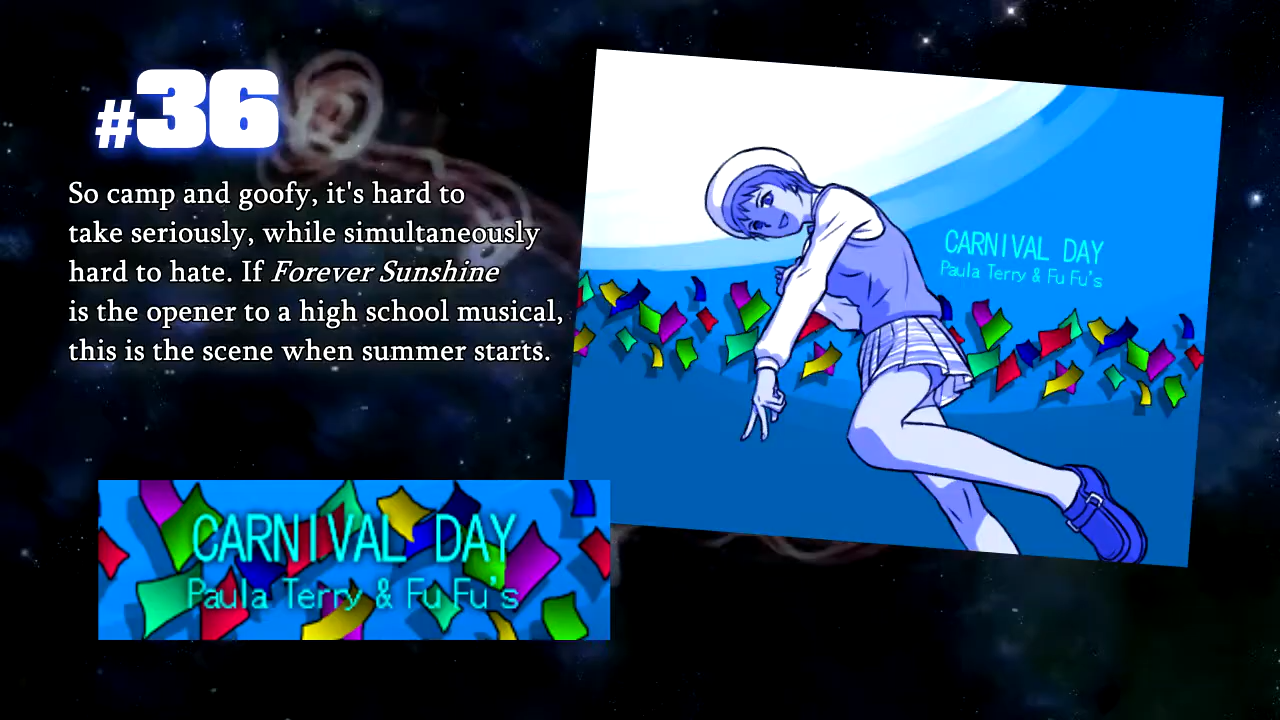 #36
So camp and goofy, it's hard to
take seriously, while simultaneously
hard to hate. If Forever Sunshine
is the opener to a high school musical,
this is the scene when summer starts.
CARNIVAL DAY
Paula Terry & Fu Fu's
CARNIVAL DAY
Paula Terry & Fu Fu's